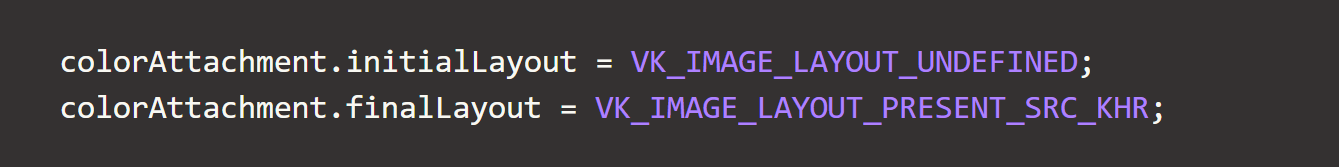 colorAttachment.initialLayout = VK_IMAGE_LAYOUT_UNDEFINED;
colorAttachment.finalLayout = VK_IMAGE_LAYOUT_PRESENT_SRC_KHR;